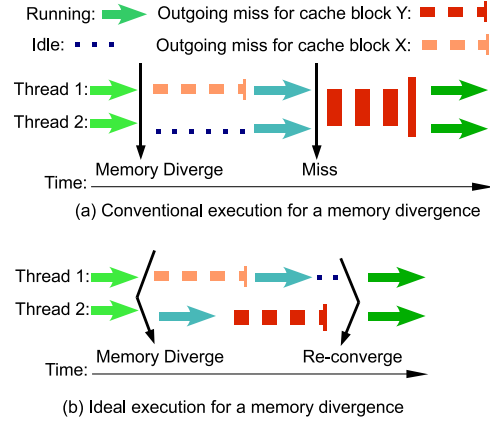 Running:
Outgoing miss for cache block Y:
Idle:
Outgoing miss for cache block X:
Thread 1:
Thread 2:
Memory Diverge
Miss
Time:
(a) Conventional execution for a memory divergence
Thread 1:
Thread 2:
Memory Diverge
Re-converge
Time:
(b) Ideal execution for a memory divergence